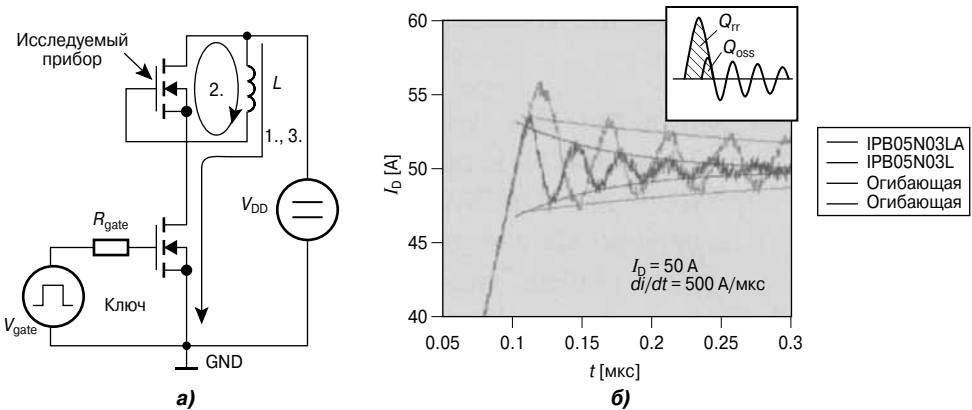 Исследуемый
прибор
2.
L
1., 3.
V_DD
R_gate
V_gate
Ключ
GND
а)
60
55
50
45
40
I_D [А]
0.05
0.1
0.15
0.2
0.25
0.3
t [мкс]
Q_rr
Q_oss
I_D = 50 А
di/dt = 500 А/мкс
б)
IPB05N03LA
IPB05N03L
Огибающая
Огибающая